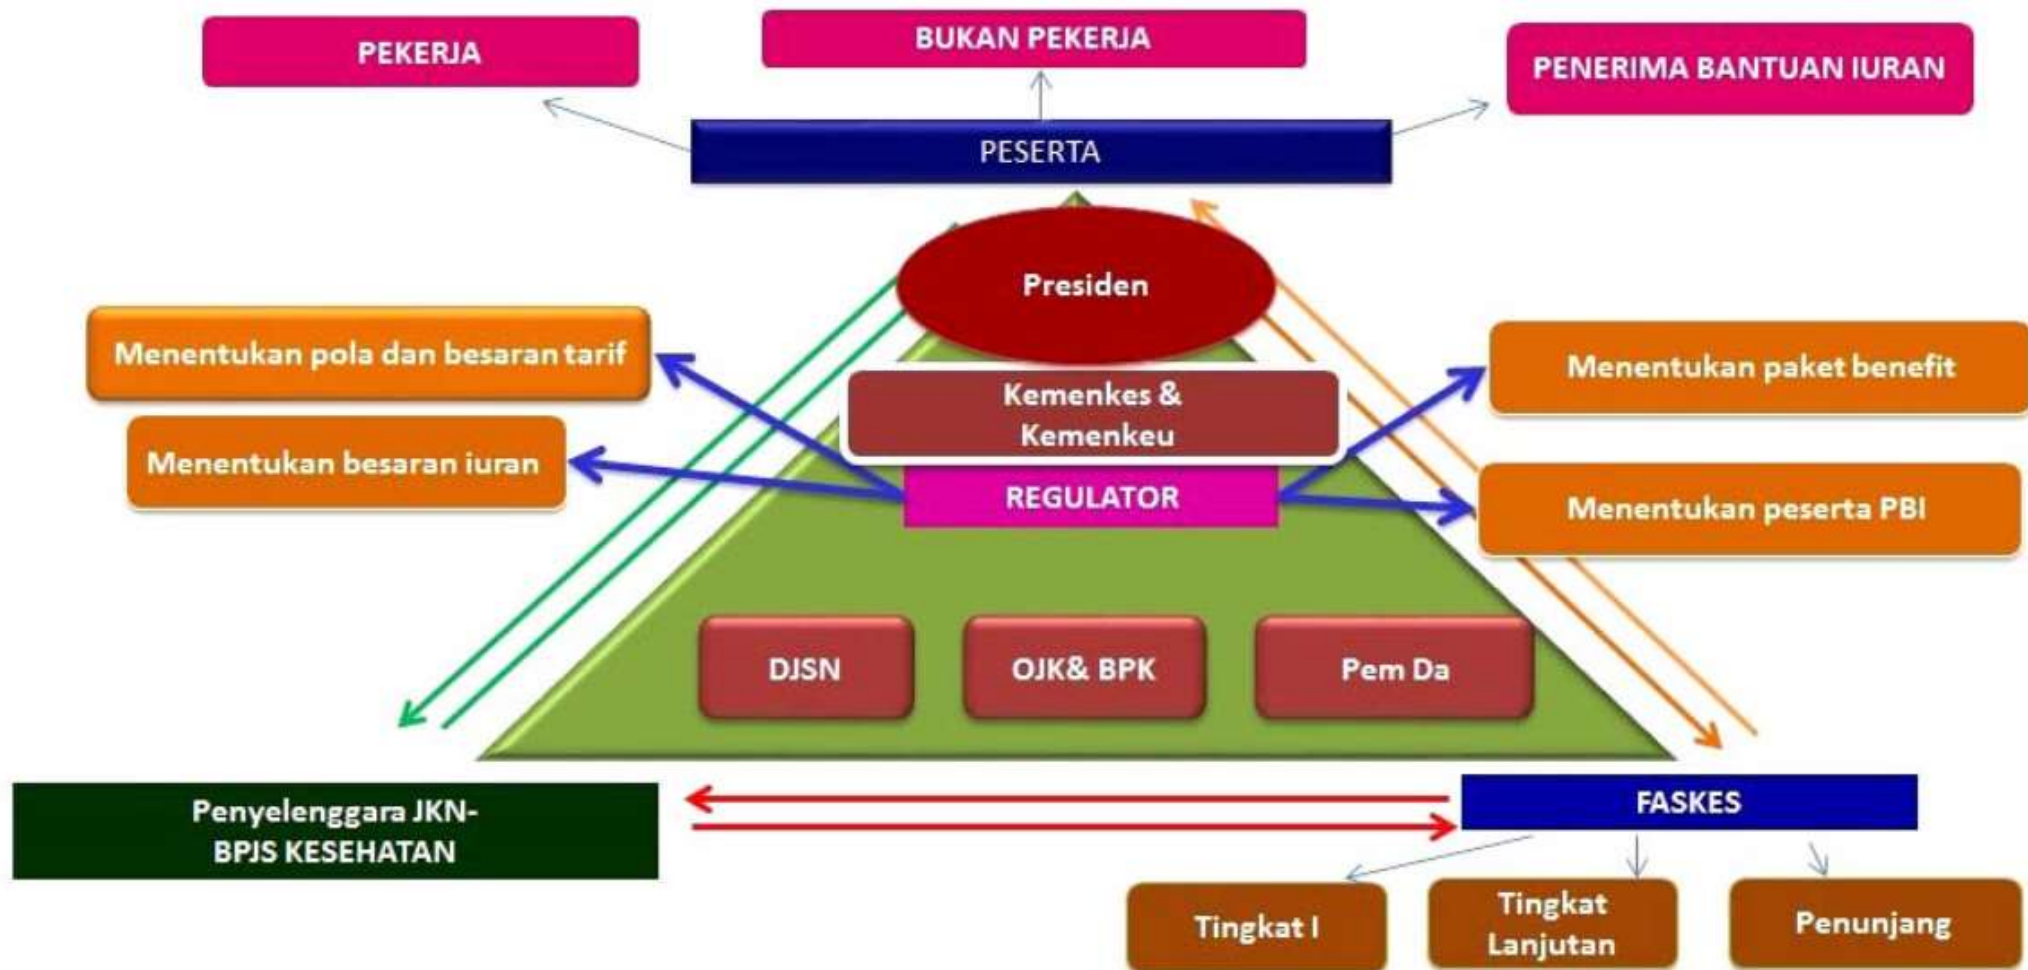 PEKERJA
BUKAN PEKERJA
PENERIMA BANTUAN IURAN
PESERTA
Presiden
Menentukan pola dan besaran tarif
Menentukan paket benefit
Kemenkes &
Kemenkeu
Menentukan besaran iuran
REGULATOR
Menentukan peserta PBI
DJSN
OJK& BPK
Pem Da
Penyelenggara JKN-
BPJS KESEHATAN
FASKES
Tingkat I
Tingkat
Lanjutan
Penunjang